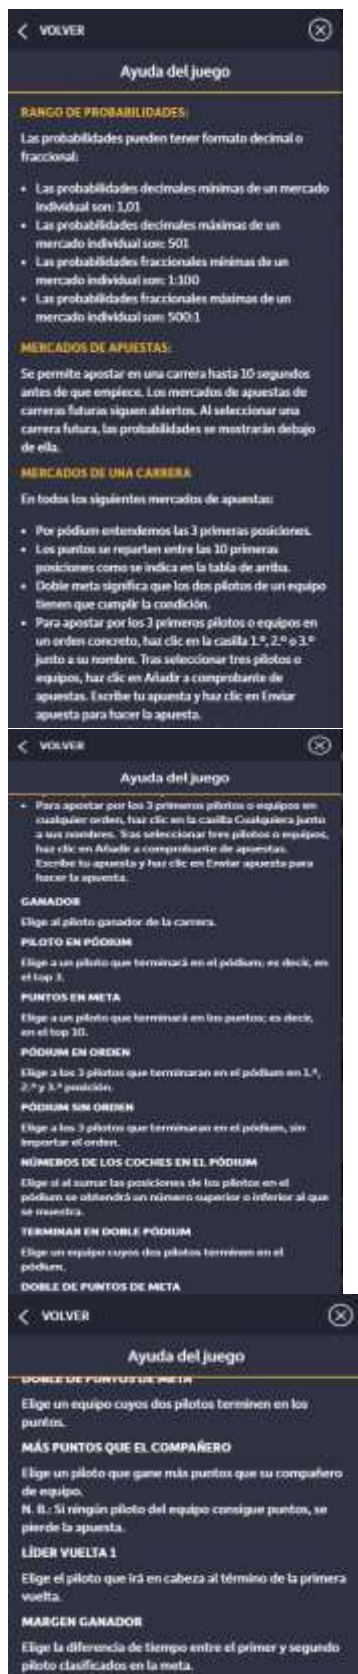 VOLVER
Ayuda del juego
RANGO DE PROBABILIDADES:
Las probabilidades pueden tener formato decimal o
fraccional:
• Las probabilidades decimales mínimas de un mercado
individual son: 1,01
• Las probabilidades decimales máximas de un
mercado individual son: 501
• Las probabilidades fraccionales mínimas de un
mercado individual son: 1:100
• Las probabilidades fraccionales máximas de un
mercado individual son: 500:1
MERCADOS DE APUESTAS:
Se permite apostar en una carrera hasta 10 segundos
antes de que empiece. Los mercados de apuestas de
carreras futuras siguen abiertos. Al seleccionar una
carrera futura, las probabilidades se mostrarán debajo
de ella.
MERCADOS DE UNA CARRERA
En todos los siguientes mercados de apuestas:
• Por pódium entendemos las 3 primeras posiciones.
• Los puntos se reparten entre las 10 primeras
posiciones como se indica en la tabla de arriba.
• Doble meta significa que los dos pilotos de un equipo
tienen que cumplir la condición.
• Para apostar por los 3 primeros pilotos o equipos en
un orden concreto, haz clic en la casilla 1.º, 2.º o 3.º
junto a su nombre. Tras seleccionar tres pilotos o
equipos, haz clic en Añadir a comprobante de
apuestas. Escribe tu apuesta y haz clic en Enviar
apuesta para hacer la apuesta.
VOLVER
Ayuda del juego
• Para apostar por los 3 primeros pilotos o equipos en
cualquier orden, haz clic en la casilla Cualquiera junto
a sus nombres. Tras seleccionar tres pilotos o equipos,
haz clic en Añadir a comprobante de apuestas.
Escribe tu apuesta y haz clic en Enviar apuesta para
hacer la apuesta.
GANADOR
Elige al piloto ganador de la carrera.
PILOTO EN PÓDIUM
Elige a un piloto que terminará en el pódium; es decir, en
el top 3.
PUNTOS EN META
Elige a un piloto que terminará en los puntos; es decir,
en el top 10.
PÓDIUM EN ORDEN
Elige a los 3 pilotos que terminaran en el pódium en 1.º,
2.º y 3.º posición.
PÓDIUM SIN ORDEN
Elige a los 3 pilotos que terminaran en el pódium, sin
importar el orden.
NÚMEROS DE LOS COCHES EN EL PÓDIUM
Elige si al sumar las posiciones de los pilotos en el
pódium se obtendrá un número superior o inferior al que
se muestra.
TERMINAR EN DOBLE PÓDIUM
Elige un equipo cuyos dos pilotos terminen en el
pódium.
DOBLE DE PUNTOS DE META
VOLVER
Ayuda del juego
DOBLE DE PUNTOS DE META
Elige un equipo cuyos dos pilotos terminen en los
puntos.
MÁS PUNTOS QUE EL COMPAÑERO
Elige un piloto que gane más puntos que su compañero
de equipo.
N. B.: Si ningún piloto del equipo consigue puntos, se
pierde la apuesta.
LÍDER VUELTA 1
Elige el piloto que irá en cabeza al término de la primera
vuelta.
MARGEN GANADOR
Elige la diferencia de tiempo entre el primer y segundo
piloto clasificados en la meta.